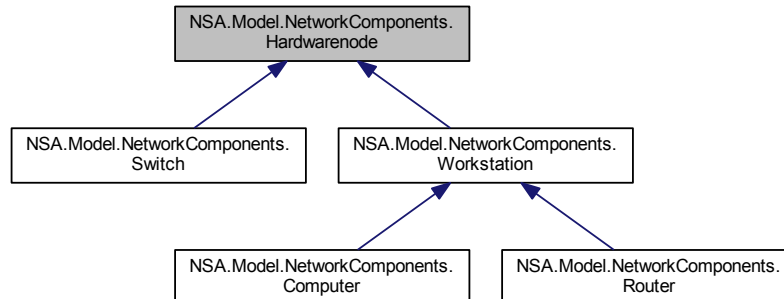 NSA.Model.NetworkComponents.
Hardwarenode
NSA.Model.NetworkComponents.
Switch
NSA.Model.NetworkComponents.
Workstation
NSA.Model.NetworkComponents.
Computer
NSA.Model.NetworkComponents.
Router